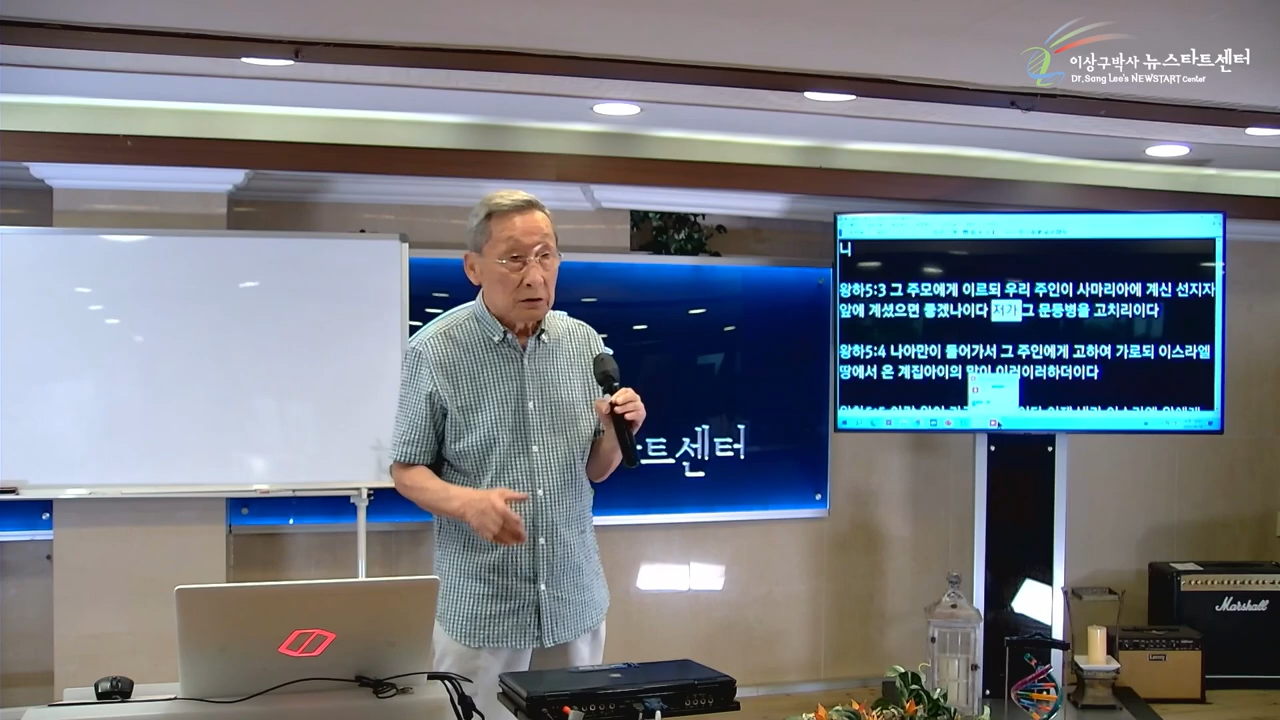 이상구박사 뉴스타트센터
Dr. Sang Lee's NEWSTART Center
니
왕하5:3 그 주모에게 이르되 우리 주인이 사마리아에 계신 선지자
앞에 계셨으면 좋겠나이다 저가 그 문둥병을 고치리이다
왕하5:4 나아만이 들어가서 그 주인에게 고하여 가로되 이스라엘
땅에서 온 계집아이의 말이 이러이러하더이다
트센터
Marshall
Laney